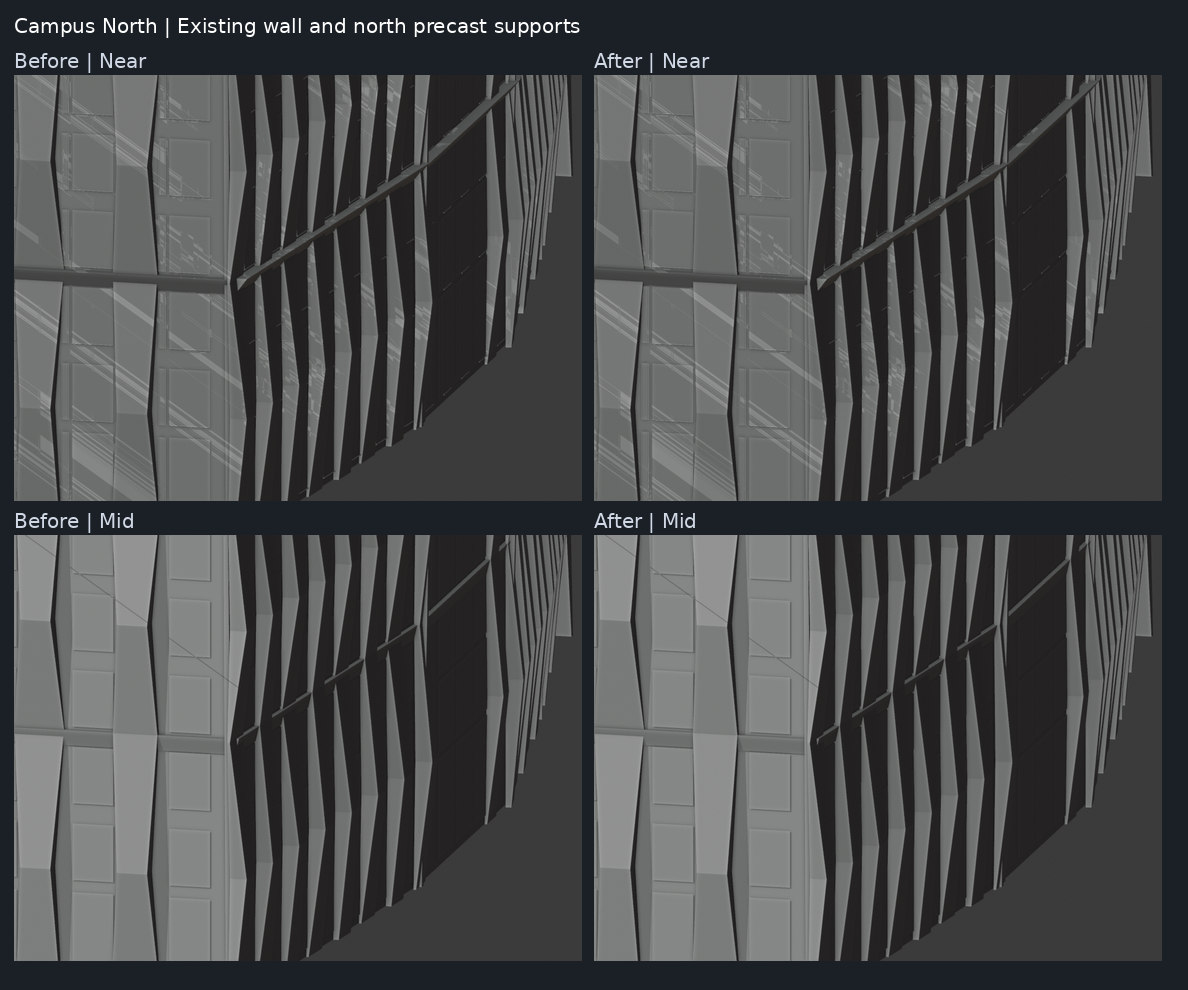 Campus North | Existing wall and north precast supports
Before | Near
After | Near
Before | Mid
After | Mid